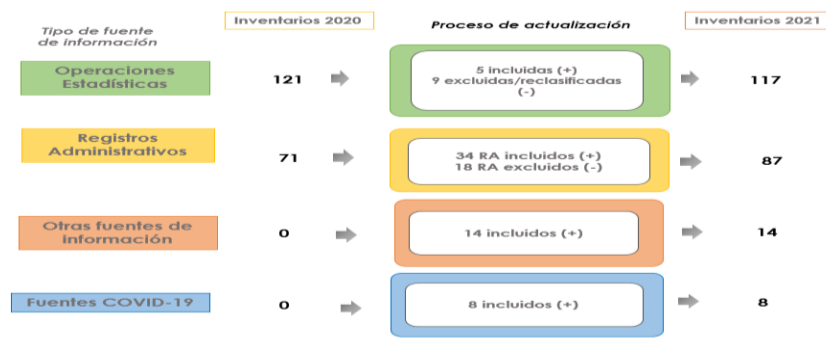 Tipo de fuente
de información
Inventarios 2020
Proceso de actualización
Inventarios 2021
Operaciones
Estadísticas
121
5 incluidas (+)
9 excluidas/reclasificadas
(-)
117
Registros
Administrativos
71
34 RA incluidos (+)
18 RA excluidos (-)
87
Otras fuentes de
información
0
14 incluidos (+)
14
Fuentes COVID-19
0
8 incluidos (+)
8